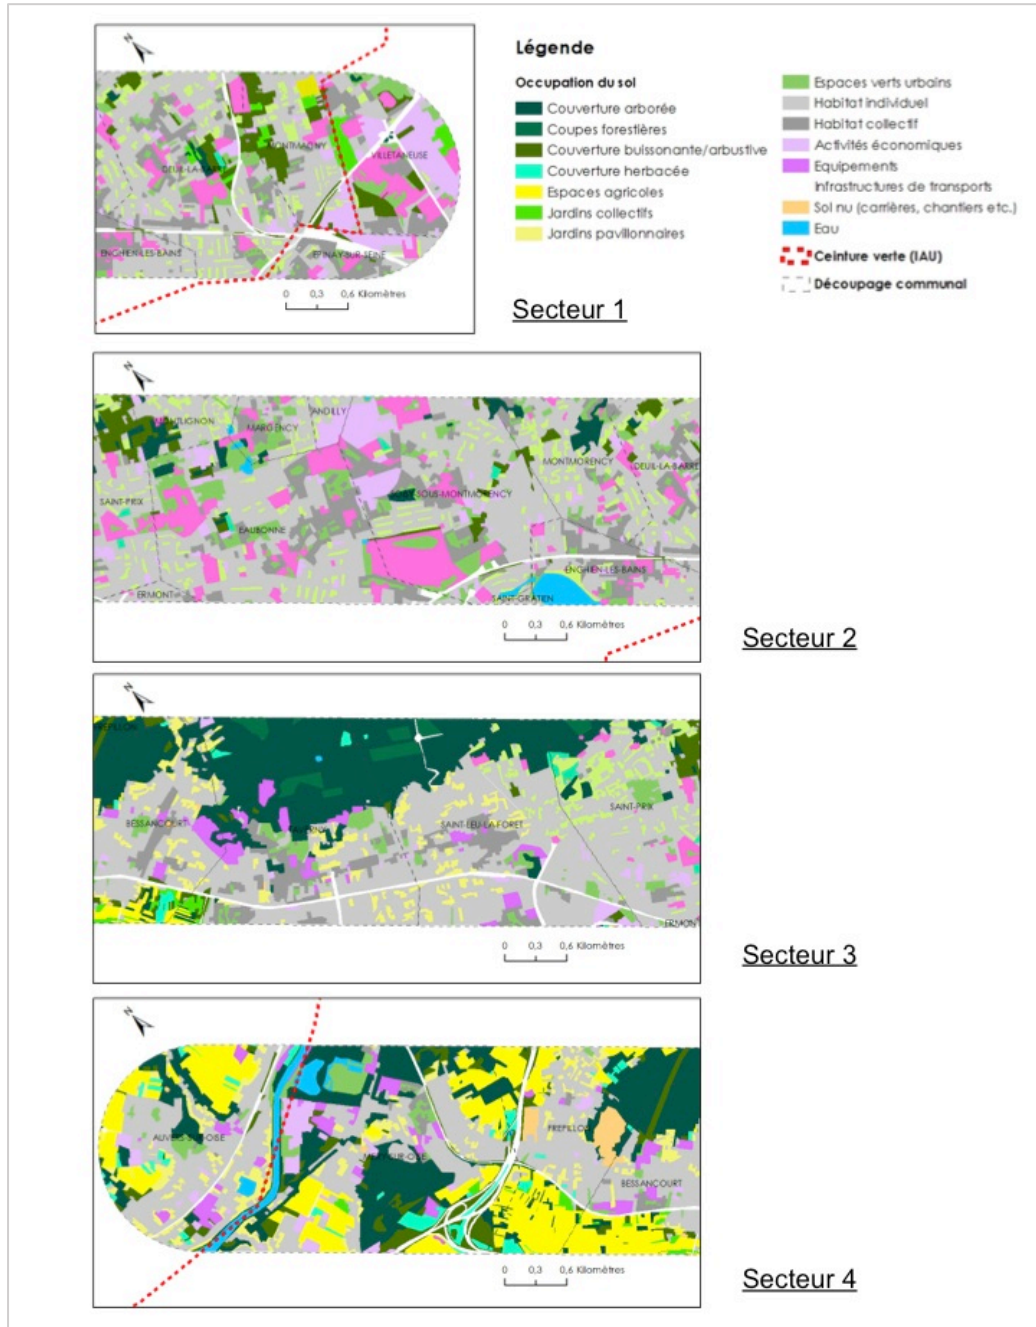 Légende
Occupation du sol
Couverture arborée
Coupes forestières
Couverture buissonante/arbustive
Couverture herbacée
Espaces agricoles
Jardins collectifs
Jardins pavillonnaires
Espaces verts urbains
Habitat individuel
Habitat collectif
Activités économiques
Equipements
Infrastructures de transports
Sol nu (carrières, chantiers etc.)
Eau
Ceinture verte (IAU)
Découpage communal
N
MONTMAGNY
VILLETANEUSE
ENGHIEN-LES-BAINS
EPINAY-SUR-SEINE
0 0,3 0,6 Kilomètres
Secteur 1
N
ANDILLY
MARGENCY
MONTMORENCY
DEUIL-LA-BARRE
SAINT-PRIX
EAUBONNE
ENGHIEN-LES-BAINS
ERMONT
SAINT-GRATIEN
0 0,3 0,6 Kilomètres
Secteur 2
N
SAINT-PRIX
BESSANCOURT
SAINT-LEU-LA-FORET
ERMONT
0 0,3 0,6 Kilomètres
Secteur 3
N
FREPILLON
BESSANCOURT
0 0,3 0,6 Kilomètres
Secteur 4